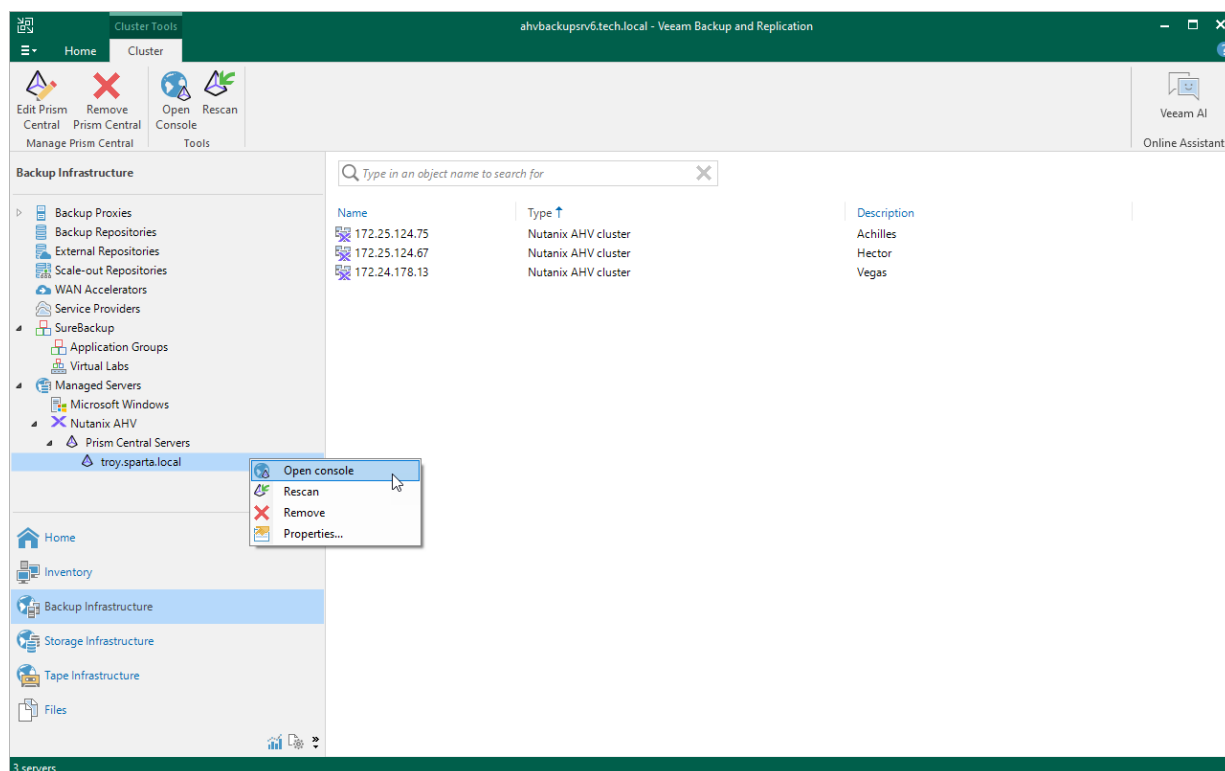 Cluster Tools
ahvbackupsrv6.tech.local - Veeam Backup and Replication
Home Cluster
Edit Prism Central
Remove Prism Central
Open Console
Rescan
Manage Prism Central
Tools
Veeam AI
Online Assistant
Backup Infrastructure
Type in an object name to search for
Backup Proxies
Backup Repositories
External Repositories
Scale-out Repositories
WAN Accelerators
Service Providers
SureBackup
Application Groups
Virtual Labs
Managed Servers
Microsoft Windows
Nutanix AHV
Prism Central Servers
troy.sparta.local
Name Type Description
172.25.124.75 Nutanix AHV cluster Achilles
172.25.124.67 Nutanix AHV cluster Hector
172.24.178.13 Nutanix AHV cluster Vegas
Open console
Rescan
Remove
Properties...
Home
Inventory
Backup Infrastructure
Storage Infrastructure
Tape Infrastructure
Files
3 servers